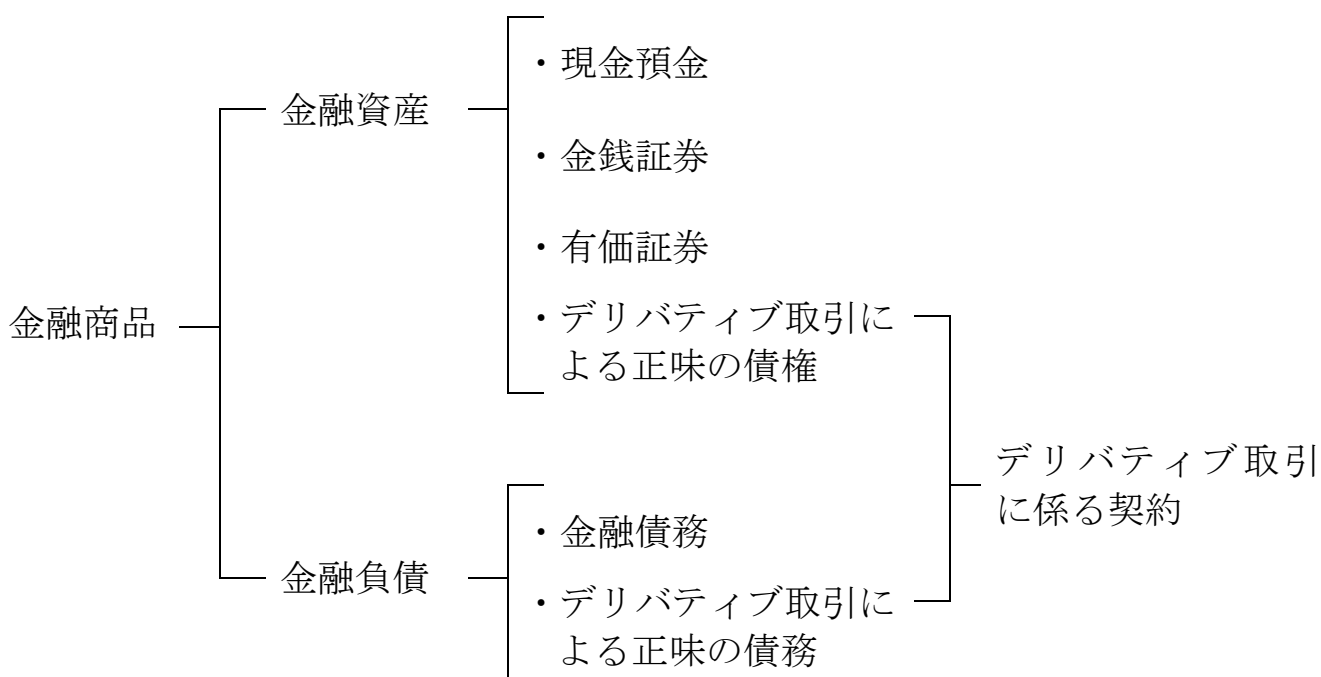 金融商品
金融資産
・現金預金
・金銭証券
・有価証券
・デリバティブ取引に
よる正味の債権
金融負債
・金融債務
・デリバティブ取引に
よる正味の債務
デリバティブ取引
に係る契約